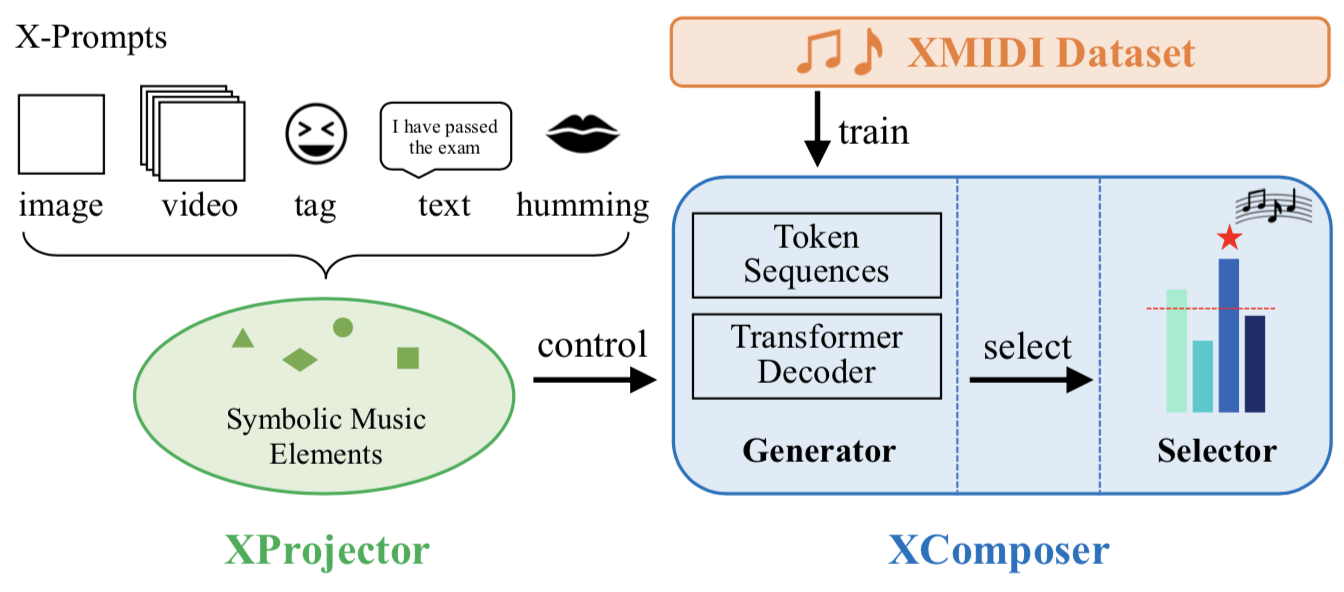 X-Prompts
XMIDI Dataset
train
I have passed
the exam
image
video
tag
text
humming
Token
Sequences
Transformer
Decoder
control
select
Symbolic Music
Elements
Generator
Selector
XProjector
XComposer